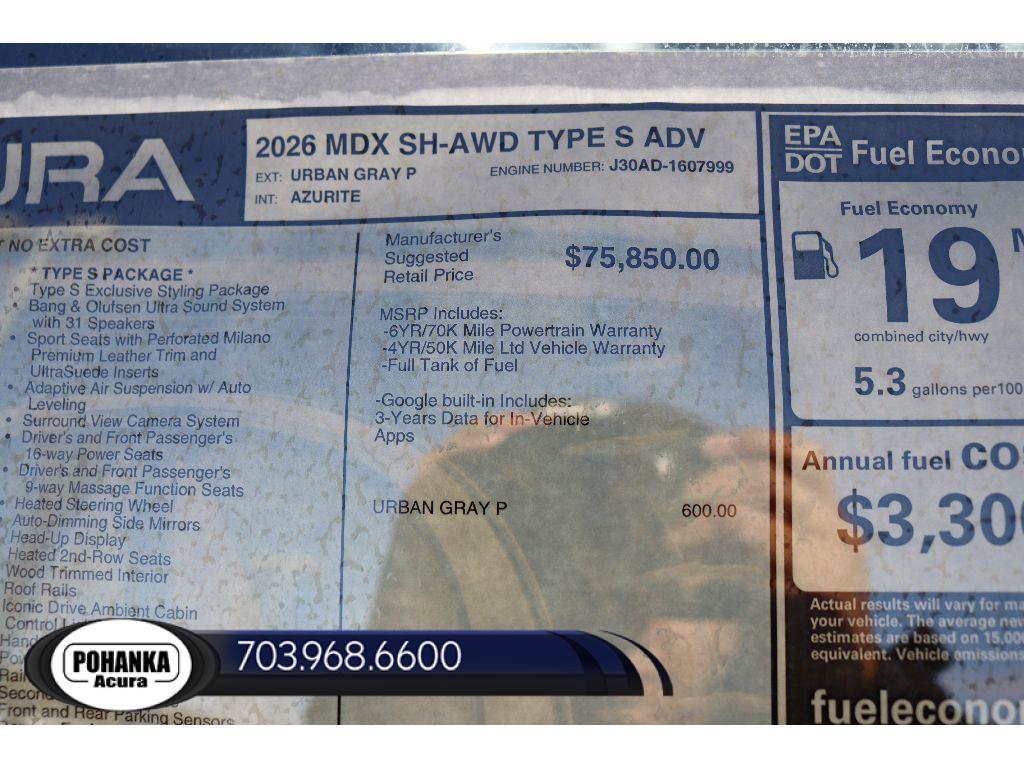 URA
2026 MDX SH-AWD TYPE S ADV
EXT: URBAN GRAY P
ENGINE NUMBER: J30AD-1607999
INT: AZURITE
NO EXTRA COST
* TYPE S PACKAGE *
• Type S Exclusive Styling Package
• Bang & Olufsen Ultra Sound System
with 31 Speakers
• Sport Seats with Perforated Milano
Premium Leather Trim and
UltraSuede Inserts
• Adaptive Air Suspension w/ Auto
Leveling
• Surround View Camera System
• Driver's and Front Passenger's
16-way Power Seats
• Driver's and Front Passenger's
9-way Massage Function Seats
• Heated Steering Wheel
• Auto-Dimming Side Mirrors
Head-Up Display
Heated 2nd-Row Seats
Wood Trimmed Interior
Roof Rails
Iconic Drive Ambient Cabin
Control
Front and Rear Parking Sensors
Manufacturer's
Suggested
Retail Price
$75,850.00
MSRP Includes:
-6YR/70K Mile Powertrain Warranty
-4YR/50K Mile Ltd Vehicle Warranty
-Full Tank of Fuel
-Google built-in Includes:
3-Years Data for In-Vehicle
Apps
URBAN GRAY P 600.00
EPA
DOT
Fuel Econo
Fuel Economy
19
combined city/hwy
5.3 gallons per 100
Annual fuel CO
$3,30
Actual results will vary for ma
your vehicle. The average new
estimates are based on 15,000
equivalent. Vehicle emissions
fueleconom
POHANKA
Acura
703.968.6600